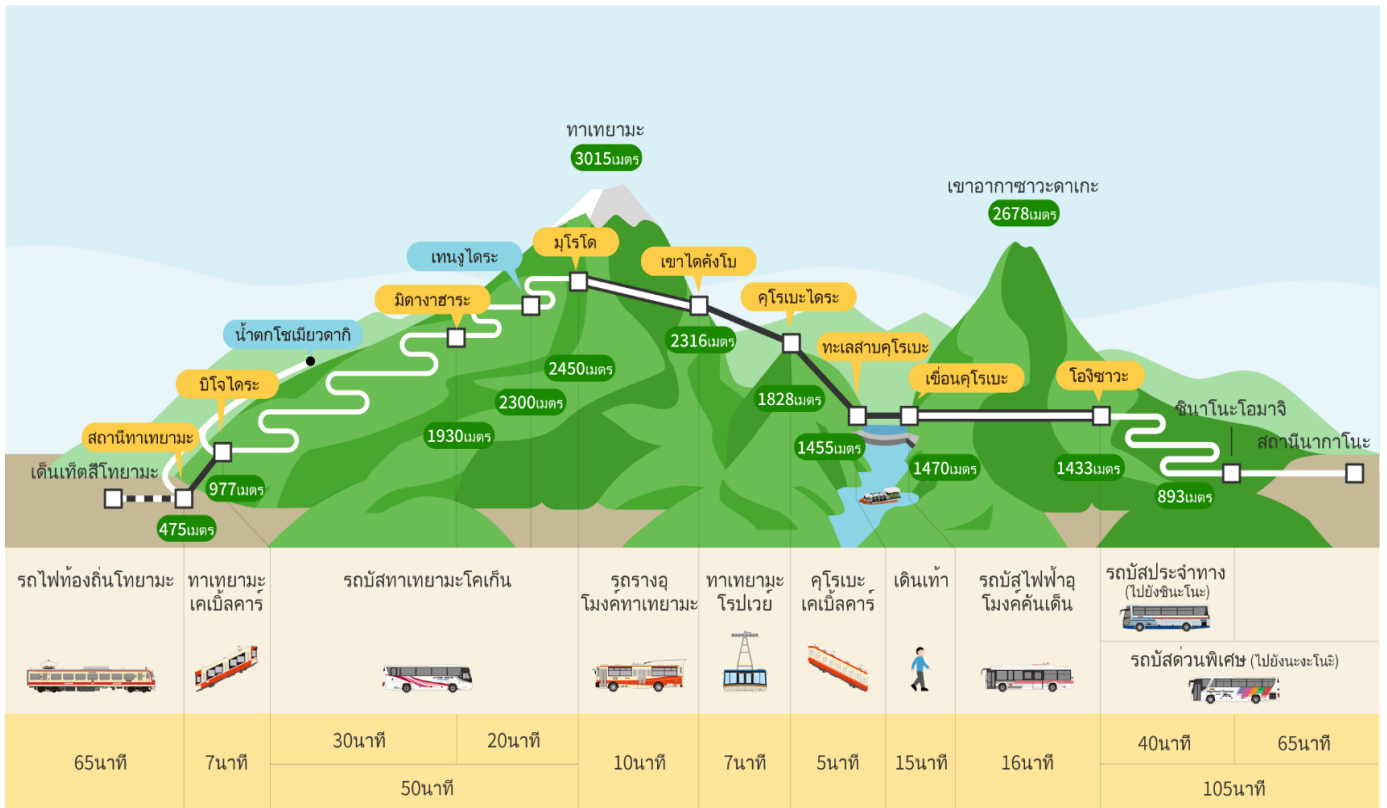 ทาเทยามะ
3015เมตร
เขาอากาซาวะดาเกะ
2678เมตร
มุโรโด
เทนงูไดระ
เขาไดคังโบ
มิดางาฮาระ
คุโรเบะไดระ
น้ำตกโชเมียวดากิ
2316เมตร
ทะเลสาบคุโรเบะ
2450เมตร
บิโจไดระ
เขื่อนคุโรเบะ
โองิซาวะ
2300เมตร
1828เมตร
ชินาโนะโอมาจิ
สถานีทาเทยามะ
1930เมตร
1455เมตร
สถานีนากาโนะ
เด็นเท็ตสึโทยามะ
1470เมตร
1433เมตร
977เมตร
893เมตร
475เมตร
รถไฟท้องถิ่นโทยามะ
ทาเทยามะ
เคเบิ้ลคาร์
รถบัสทาเทยามะโคเก็น
รถรางอุ
โมงค์ทาเทยามะ
ทาเทยามะ
โรปเวย์
คุโรเบะ
เคเบิ้ลคาร์
เดินเท้า
รถบัสไฟฟ้าอุ
โมงค์คันเด็น
รถบัสประจำทาง
(ไปยังชินะโนะ)
รถบัสด่วนพิเศษ (ไปยังนะงะโนะ)
65นาที
7นาที
30นาที
20นาที
50นาที
10นาที
7นาที
5นาที
15นาที
16นาที
40นาที
65นาที
105นาที